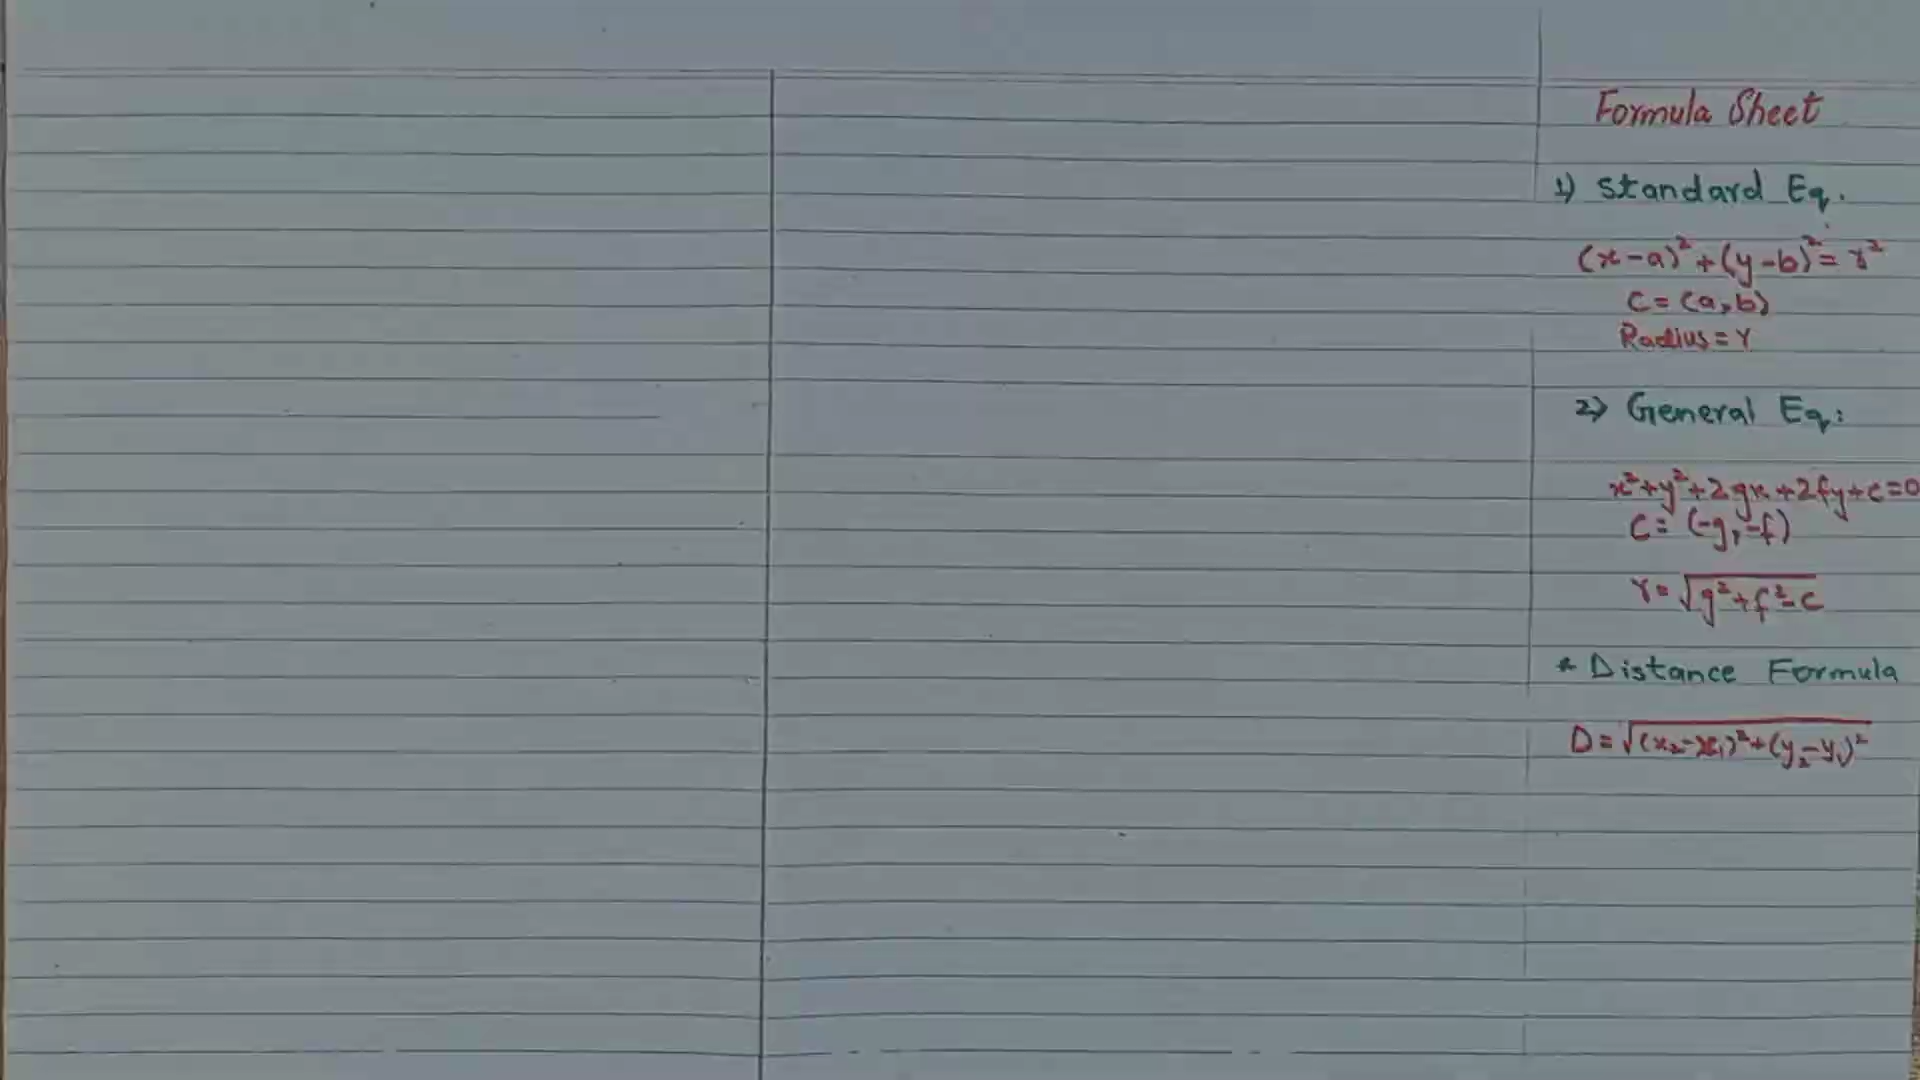 Formula Sheet
1) Standard Eq.
(x-a)²+(y-b)²=r²
C=(a,b)
Radius=r
2) General Eq:
x²+y²+2gx+2fy+c=0
C=(-g,-f)
r=√g²+f²-c
* Distance Formula
D=√(x₂-x₁)²+(y₂-y₁)²